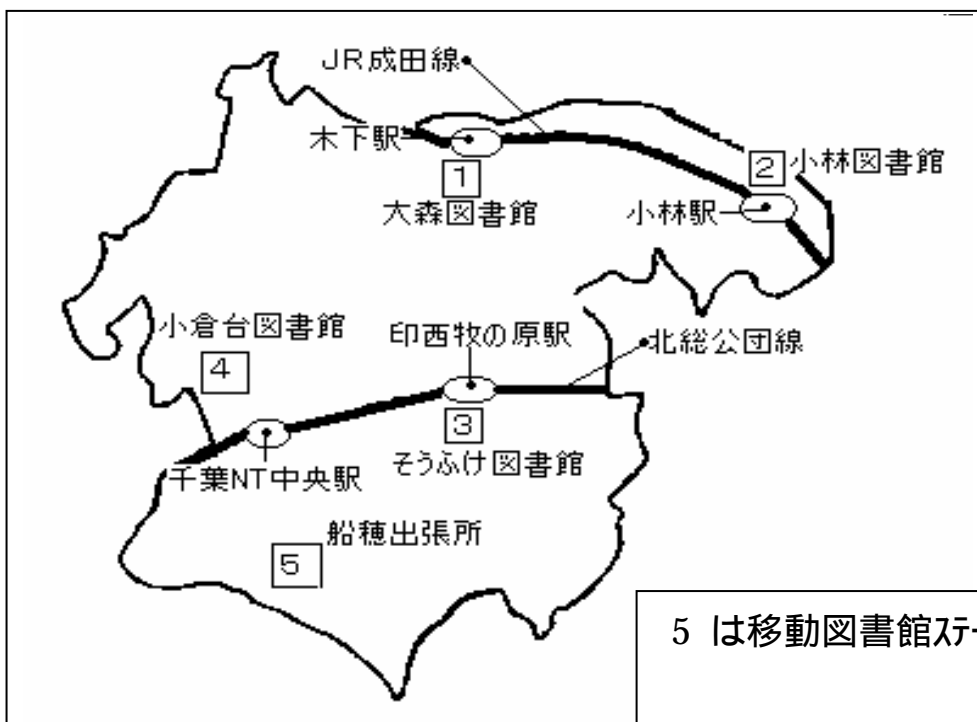 JR成田線
木下駅
1
大森図書館
2
小林図書館
小林駅
小倉台図書館
4
印西牧の原駅
北総公団線
3
そうふけ図書館
千葉NT中央駅
船穂出張所
5
5 は移動図書館ｽﾃｰ